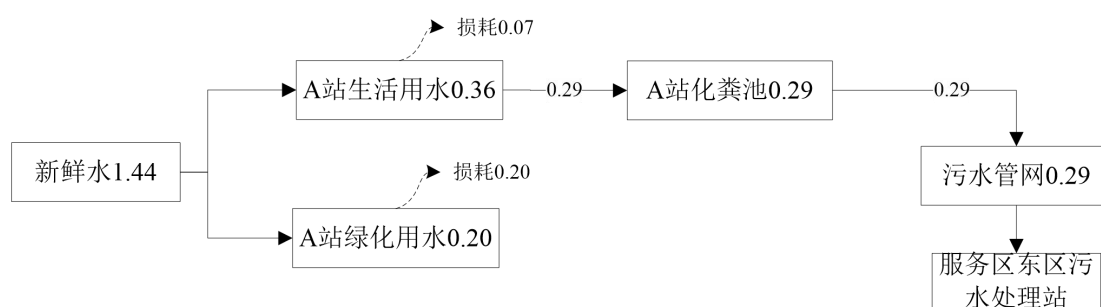 损耗0.07
A站生活用水0.36
0.29
A站化粪池0.29
0.29
新鲜水1.44
损耗0.20
污水管网0.29
A站绿化用水0.20
服务区东区污
水处理站